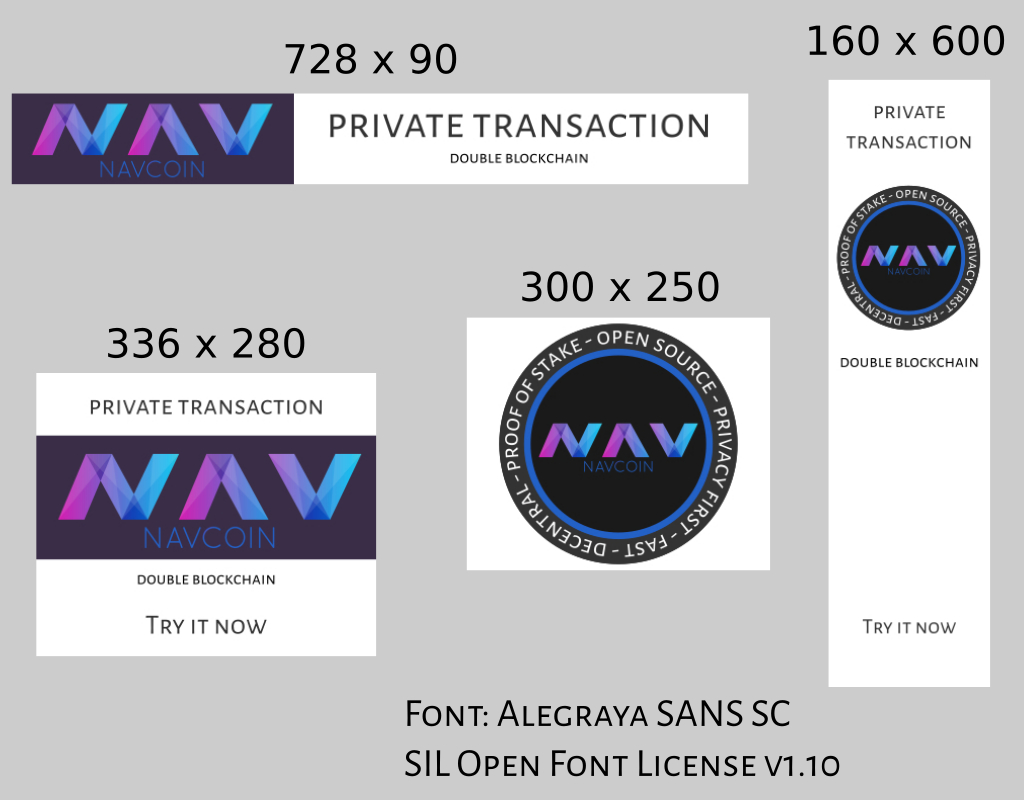 728 x 90
NAV
NAVCOIN
PRIVATE TRANSACTION
DOUBLE BLOCKCHAIN
160 x 600
PRIVATE
TRANSACTION
PROOF OF STAKE - OPEN SOURCE - PRIVACY FIRST - FAST - DECENTRAL -
NAV
NAVCOIN
DOUBLE BLOCKCHAIN
TRY IT NOW
336 x 280
PRIVATE TRANSACTION
NAV
NAVCOIN
DOUBLE BLOCKCHAIN
TRY IT NOW
300 x 250
PROOF OF STAKE - OPEN SOURCE - PRIVACY FIRST - FAST - DECENTRAL -
NAV
NAVCOIN
FONT: ALEGRAYA SANS SC
SIL OPEN FONT LICENSE V1.10